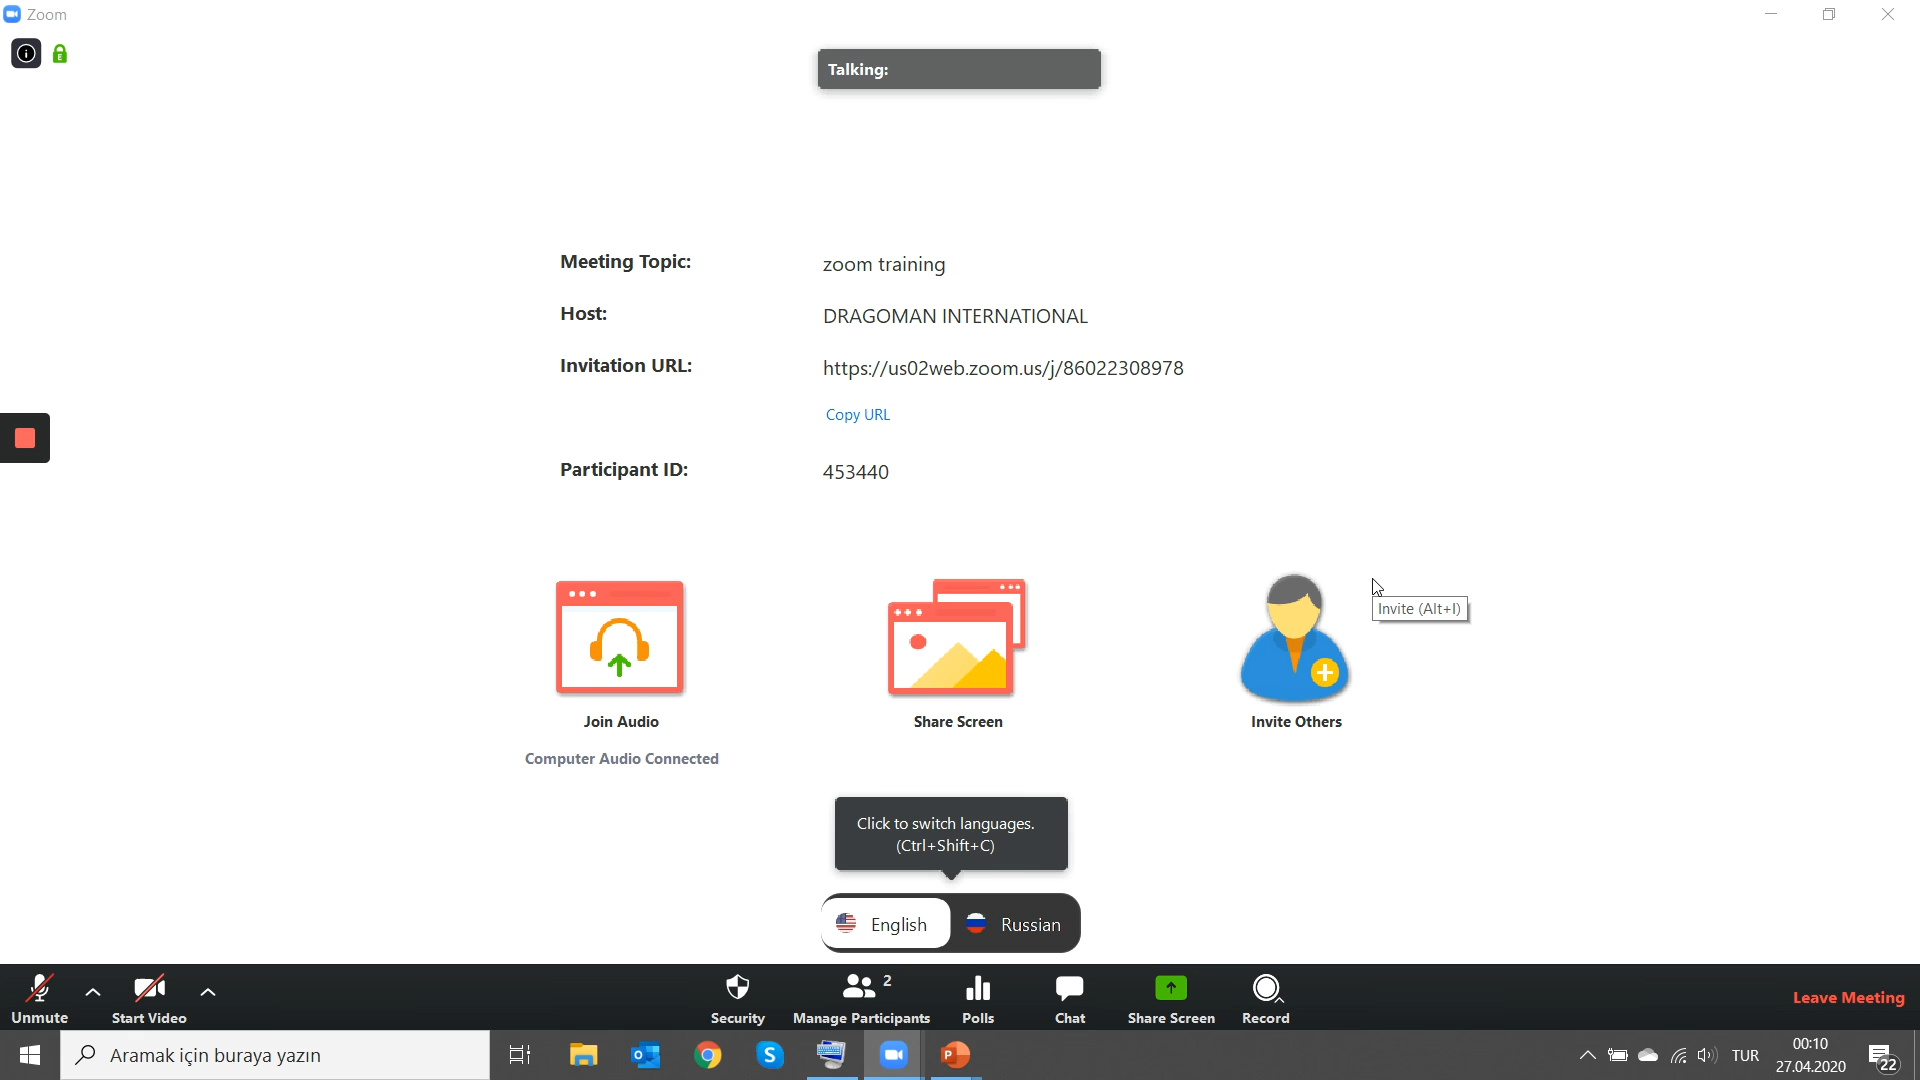 Zoom
Talking:
Meeting Topic:
zoom training
Host:
DRAGOMAN INTERNATIONAL
Invitation URL:
https://us02web.zoom.us/j/86022308978
Copy URL
Participant ID:
453440
Invite (Alt+I)
Join Audio
Share Screen
Invite Others
Computer Audio Connected
Click to switch languages.
(Ctrl+Shift+C)
English
Russian
Unmute
Start Video
Security
Manage Participants
2
Polls
Chat
Share Screen
Record
Leave Meeting
Aramak için buraya yazın
TUR
00:10
27.04.2020
22